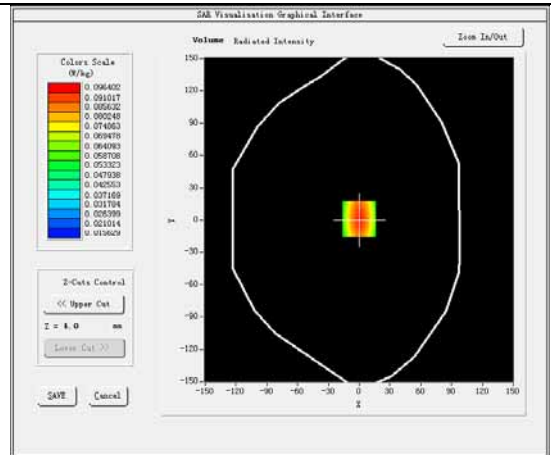 SAR Visualisation Graphical Interface
Volume Radiated Intensity
Zoom In/Out
Colors Scale
(W/kg)
0.096402
0.091017
0.085632
0.080248
0.074863
0.069478
0.064093
0.058708
0.053323
0.047938
0.042553
0.037169
0.031784
0.026399
0.021014
0.015629
150
120
90
60
30
0
-30
-60
-90
-120
-150
Y
-150 -120 -90 -60 -30 0 30 60 90 120 150
X
Z-Cuts Control
<< Upper Cut
Z = 4.0 mm
Lower Cut >>
SAVE
Cancel